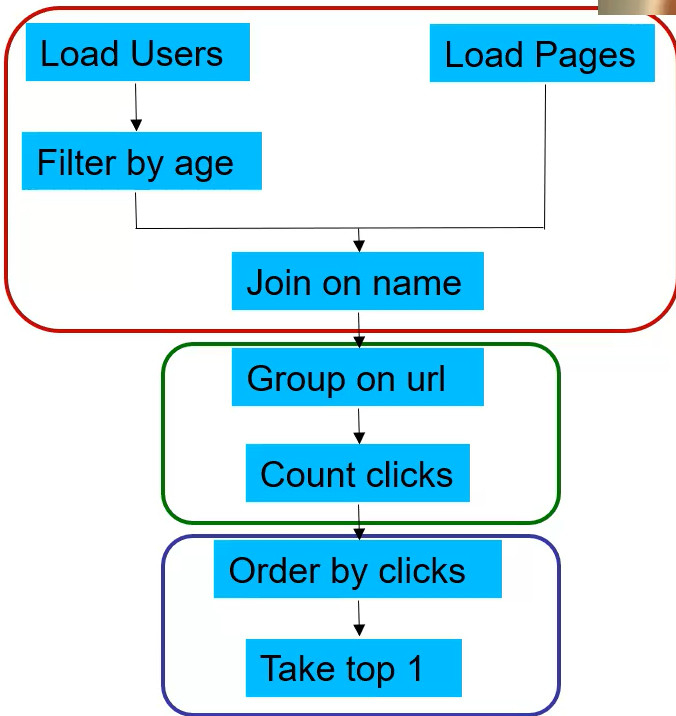 Load Users
Load Pages
Filter by age
Join on name
Group on url
Count clicks
Order by clicks
Take top 1